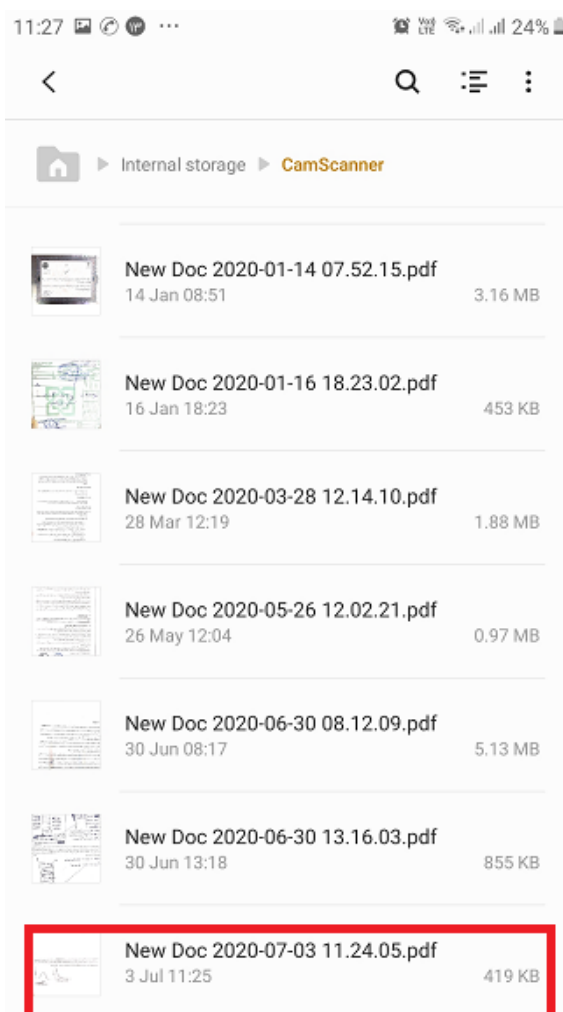 11:27 ... VoD LTE 24%
Internal storage CamScanner
New Doc 2020-01-14 07.52.15.pdf
14 Jan 08:51 3.16 MB
New Doc 2020-01-16 18.23.02.pdf
16 Jan 18:23 453 KB
New Doc 2020-03-28 12.14.10.pdf
28 Mar 12:19 1.88 MB
New Doc 2020-05-26 12.02.21.pdf
26 May 12:04 0.97 MB
New Doc 2020-06-30 08.12.09.pdf
30 Jun 08:17 5.13 MB
New Doc 2020-06-30 13.16.03.pdf
30 Jun 13:18 855 KB
New Doc 2020-07-03 11.24.05.pdf
3 Jul 11:25 419 KB